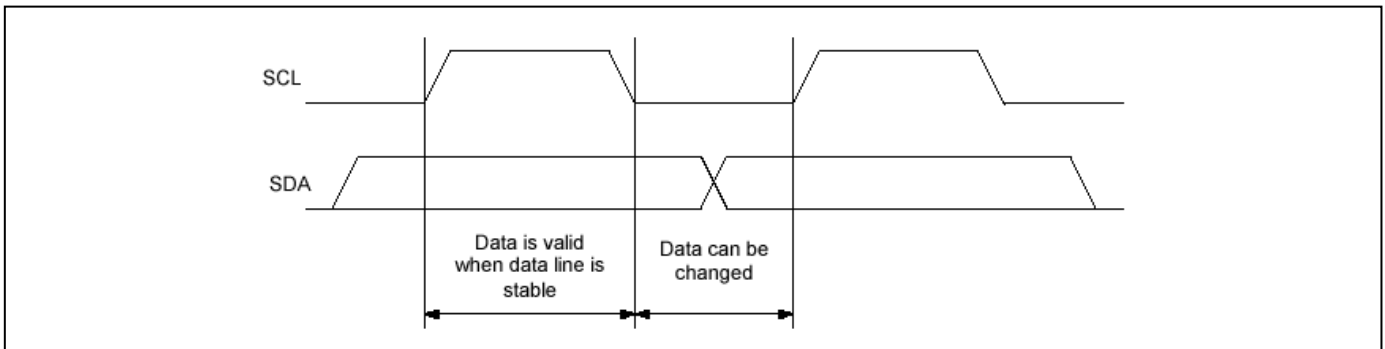 SCL
SDA
Data is valid
when data line is
stable
Data can be
changed